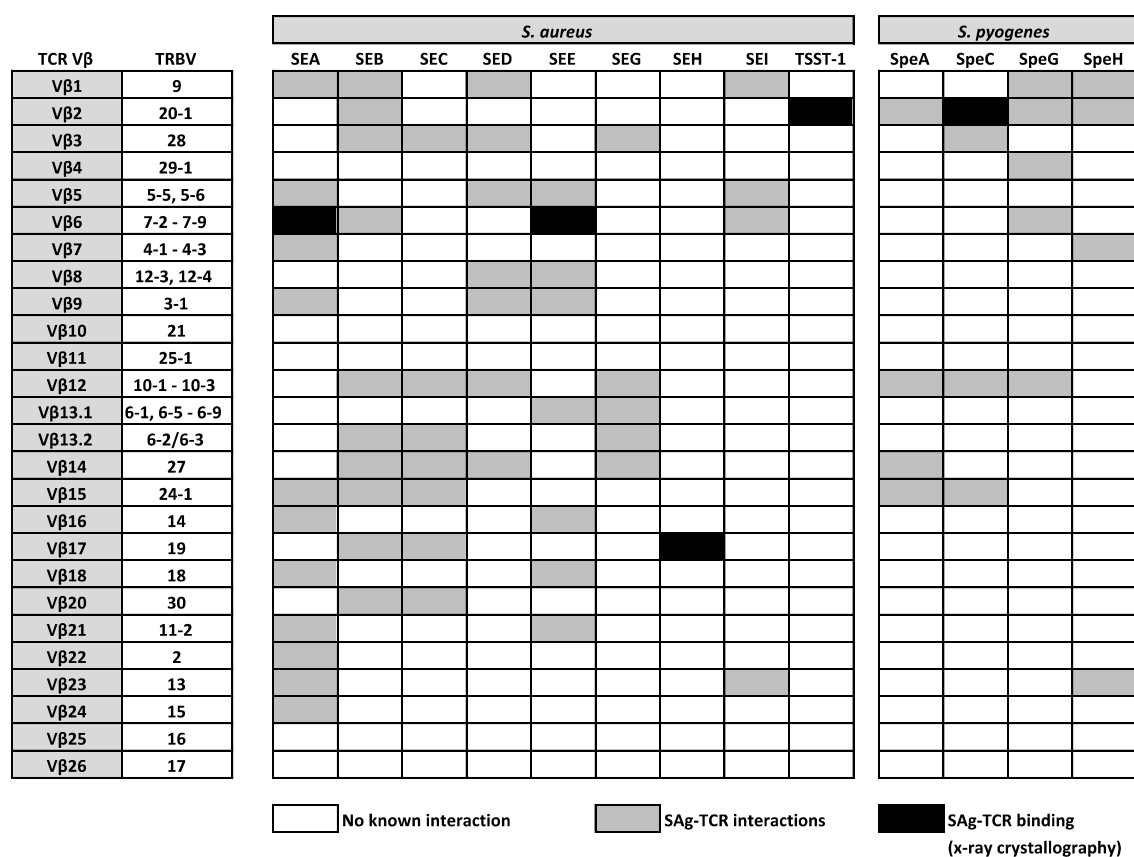 S. aureus S. pyogenes
TCR Vβ TRBV SEA SEB SEC SED SEE SEG SEH SEI TSST-1 SpeA SpeC SpeG SpeH
Vβ1 9
Vβ2 20-1
Vβ3 28
Vβ4 29-1
Vβ5 5-5, 5-6
Vβ6 7-2 - 7-9
Vβ7 4-1 - 4-3
Vβ8 12-3, 12-4
Vβ9 3-1
Vβ10 21
Vβ11 25-1
Vβ12 10-1 - 10-3
Vβ13.1 6-1, 6-5 - 6-9
Vβ13.2 6-2/6-3
Vβ14 27
Vβ15 24-1
Vβ16 14
Vβ17 19
Vβ18 18
Vβ20 30
Vβ21 11-2
Vβ22 2
Vβ23 13
Vβ24 15
Vβ25 16
Vβ26 17
No known interaction SAg-TCR interactions SAg-TCR binding
(x-ray crystallography)